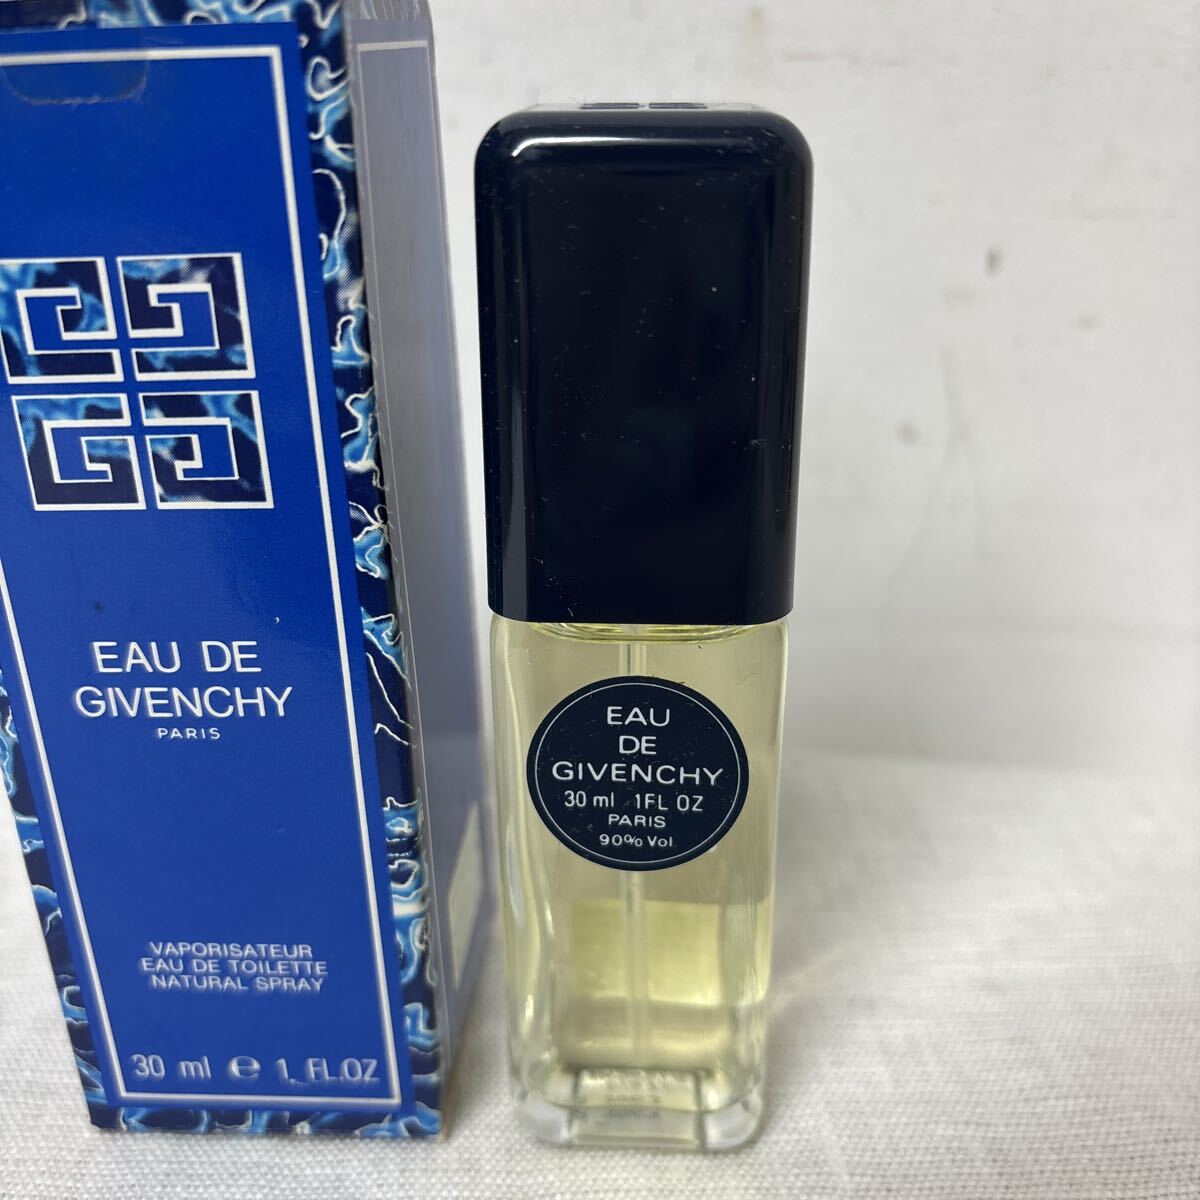 EAU DE
GIVENCHY
PARIS
VAPORISATEUR
EAU DE TOILETTE
NATURAL SPRAY
30 ml e 1. FL.OZ
EAU
DE
GIVENCHY
30 ml 1FL OZ
PARIS
90% Vol.